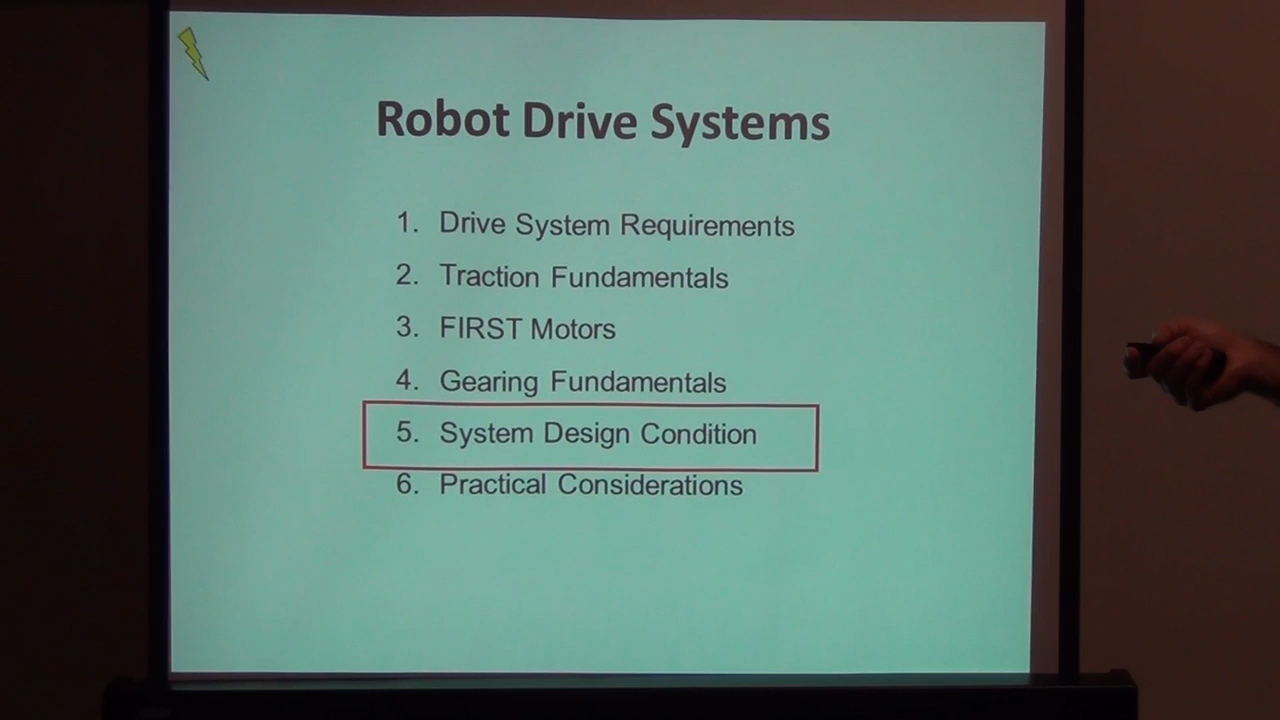 Robot Drive Systems
1. Drive System Requirements
2. Traction Fundamentals
3. FIRST Motors
4. Gearing Fundamentals
5. System Design Condition
6. Practical Considerations